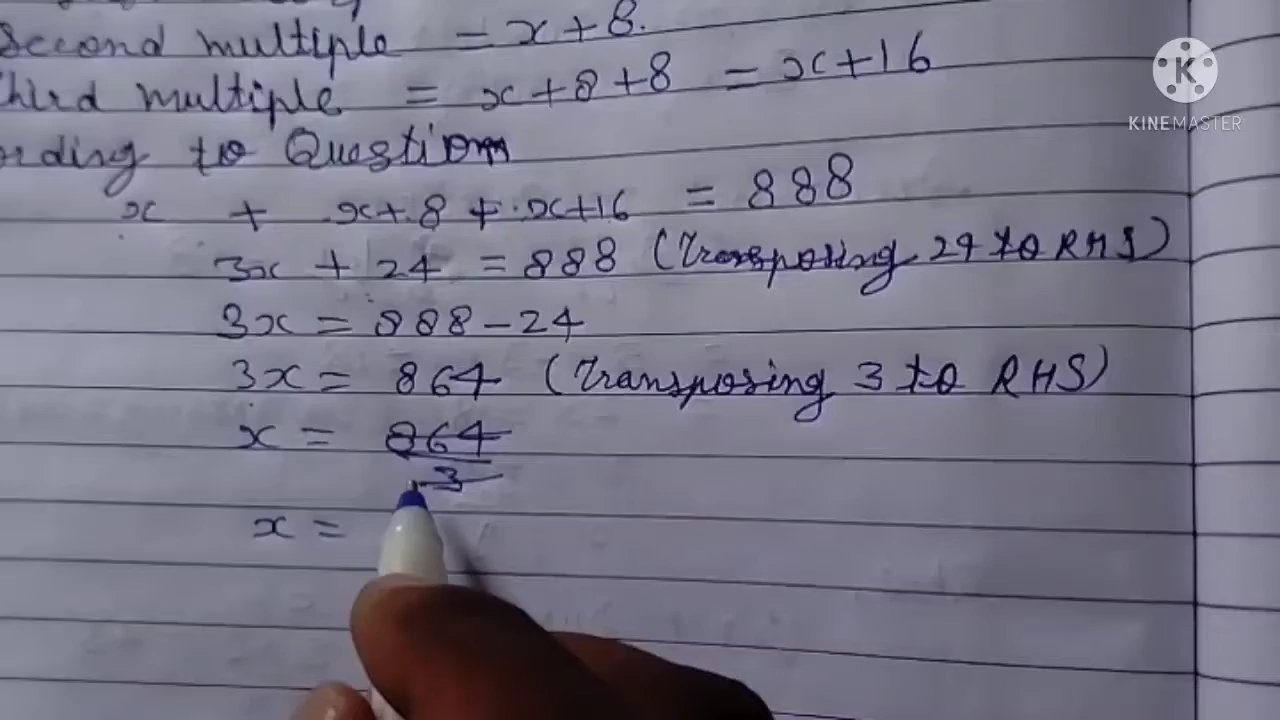 Second multiple = x+8.
Third multiple = x+8+8 = x+16
ording to Question
x + x+8 + x+16 = 888
3x + 24 = 888 (Transposing 24 to RHS)
3x = 888-24
3x = 864 (Transposing 3 to RHS)
x = 864
3
x =
K
KINEMASTER